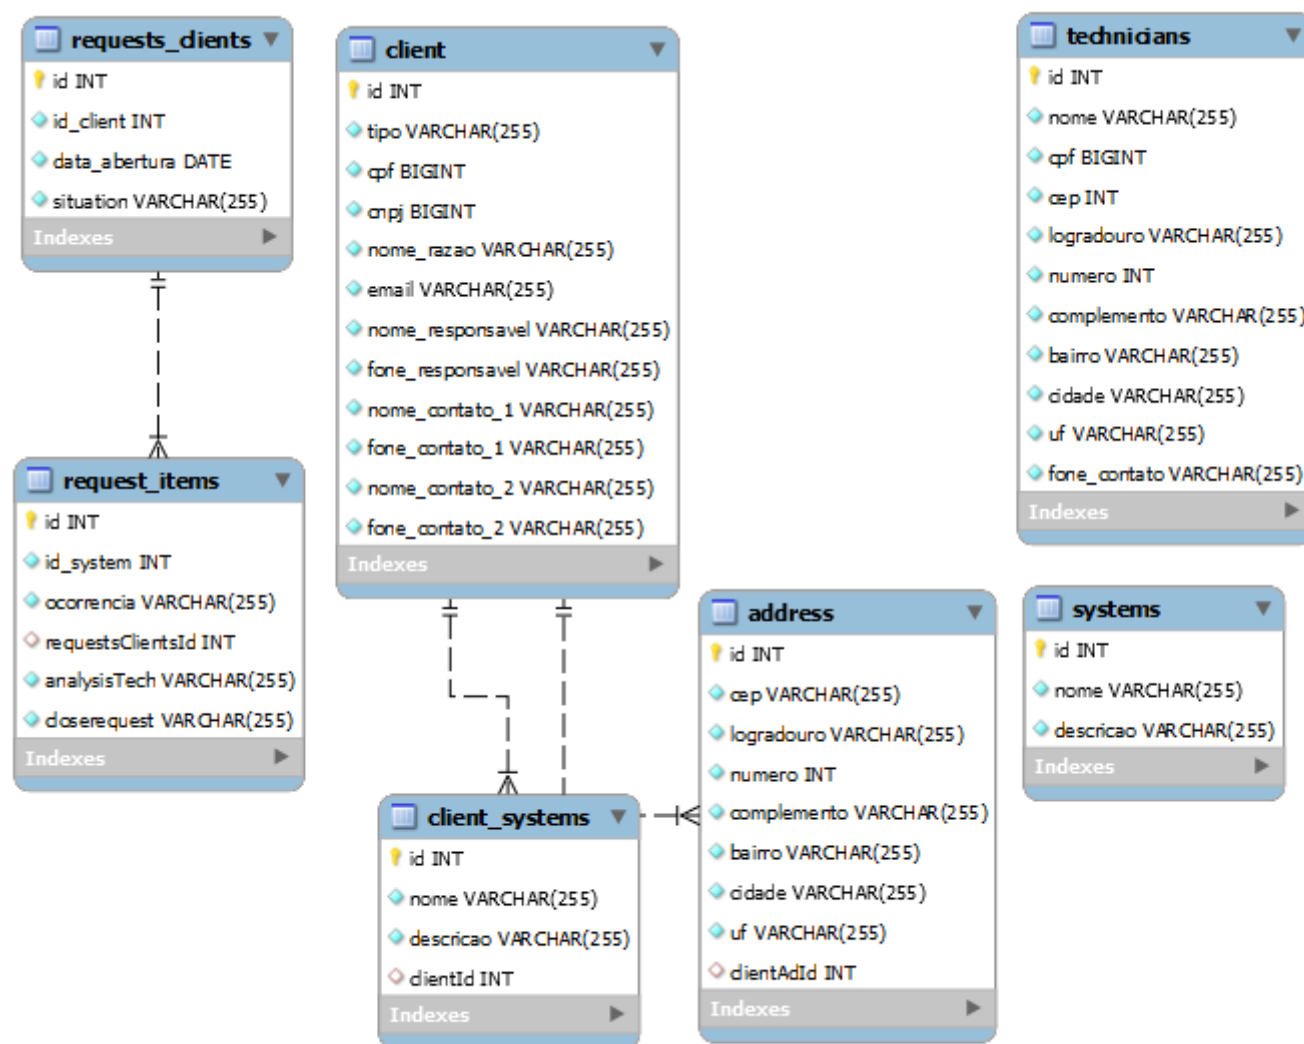 requests_clients
id INT
id_client INT
data_abertura DATE
situation VARCHAR(255)
Indexes
client
id INT
tipo VARCHAR(255)
cpf BIGINT
cnpj BIGINT
nome_razao VARCHAR(255)
email VARCHAR(255)
nome_responsavel VARCHAR(255)
fone_responsavel VARCHAR(255)
nome_contato_1 VARCHAR(255)
fone_contato_1 VARCHAR(255)
nome_contato_2 VARCHAR(255)
fone_contato_2 VARCHAR(255)
Indexes
technicians
id INT
nome VARCHAR(255)
cpf BIGINT
cep INT
logradouro VARCHAR(255)
numero INT
complemento VARCHAR(255)
bairro VARCHAR(255)
cidade VARCHAR(255)
uf VARCHAR(255)
fone_contato VARCHAR(255)
Indexes
request_items
id INT
id_system INT
ocorrencia VARCHAR(255)
requestsClientsId INT
analysisTech VARCHAR(255)
closerequest VARCHAR(255)
Indexes
address
id INT
cep VARCHAR(255)
logradouro VARCHAR(255)
numero INT
complemento VARCHAR(255)
bairro VARCHAR(255)
cidade VARCHAR(255)
uf VARCHAR(255)
clientAdId INT
Indexes
systems
id INT
nome VARCHAR(255)
descricao VARCHAR(255)
Indexes
client_systems
id INT
nome VARCHAR(255)
descricao VARCHAR(255)
clientId INT
Indexes